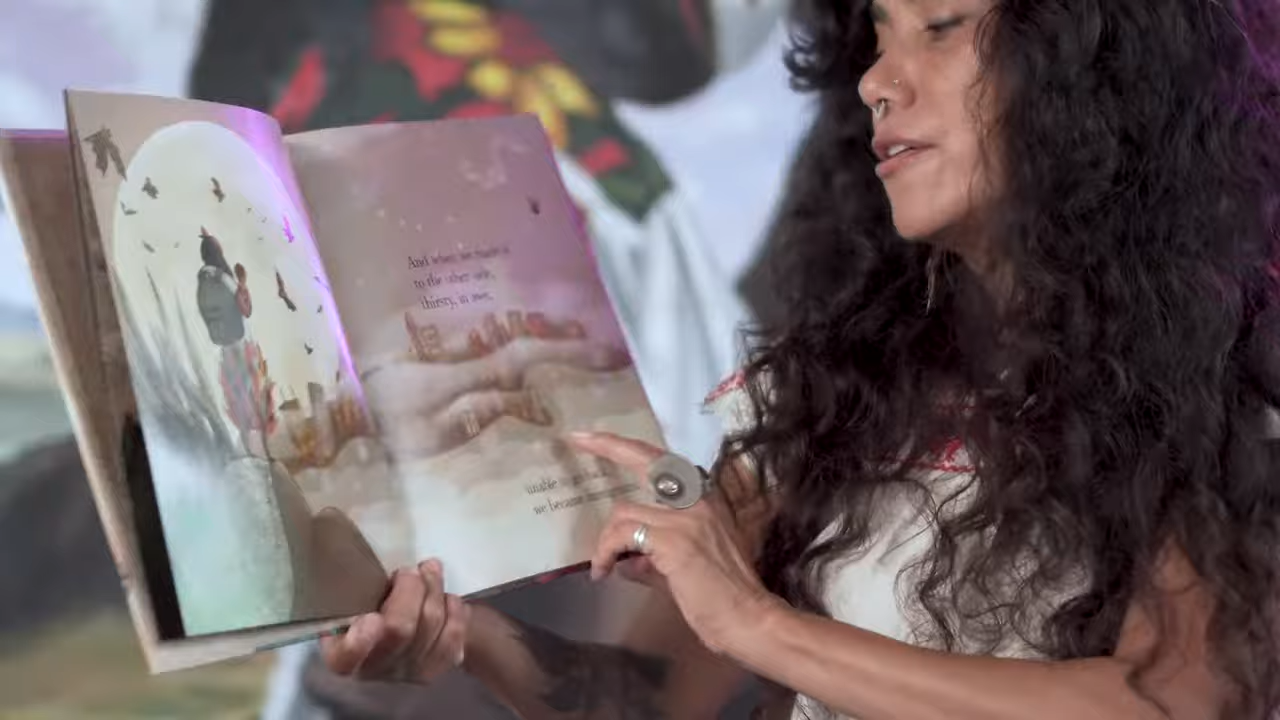 And when we made it
to the other side,
thirsty, in awe,
unable
we became